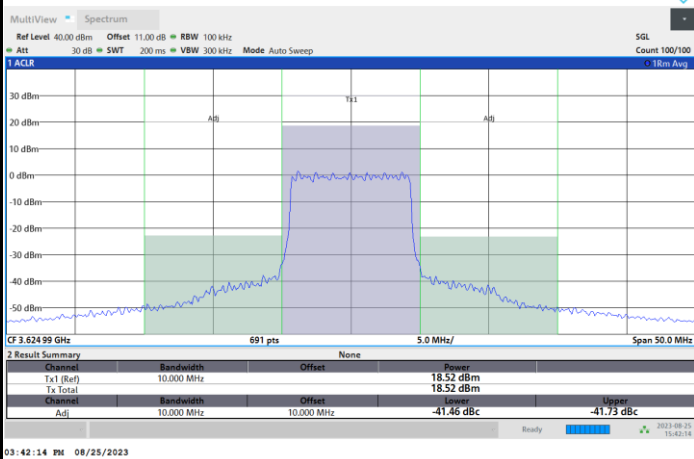 MultiView Spectrum
Ref Level 40.00 dBm Offset 11.00 dB RBW 100 kHz SGL
Att 30 dB SWT 200 ms VBW 300 kHz Mode Auto Sweep Count 100/100
1 ACLR 1Rm Avg
Tx1
30 dBm
Adj Adj
20 dBm
10 dBm
0 dBm
-10 dBm
-20 dBm
-30 dBm
-40 dBm
-50 dBm
CF 3.624 99 GHz 691 pts 5.0 MHz/ Span 50.0 MHz
2 Result Summary None
Channel Bandwidth Offset Power
Tx1 (Ref) 10.000 MHz 18.52 dBm
Tx Total 18.52 dBm
Channel Bandwidth Offset Lower Upper
Adj 10.000 MHz 10.000 MHz -41.46 dBc -41.73 dBc
Ready 2023-08-25
15:42:14
03:42:14 PM 08/25/2023